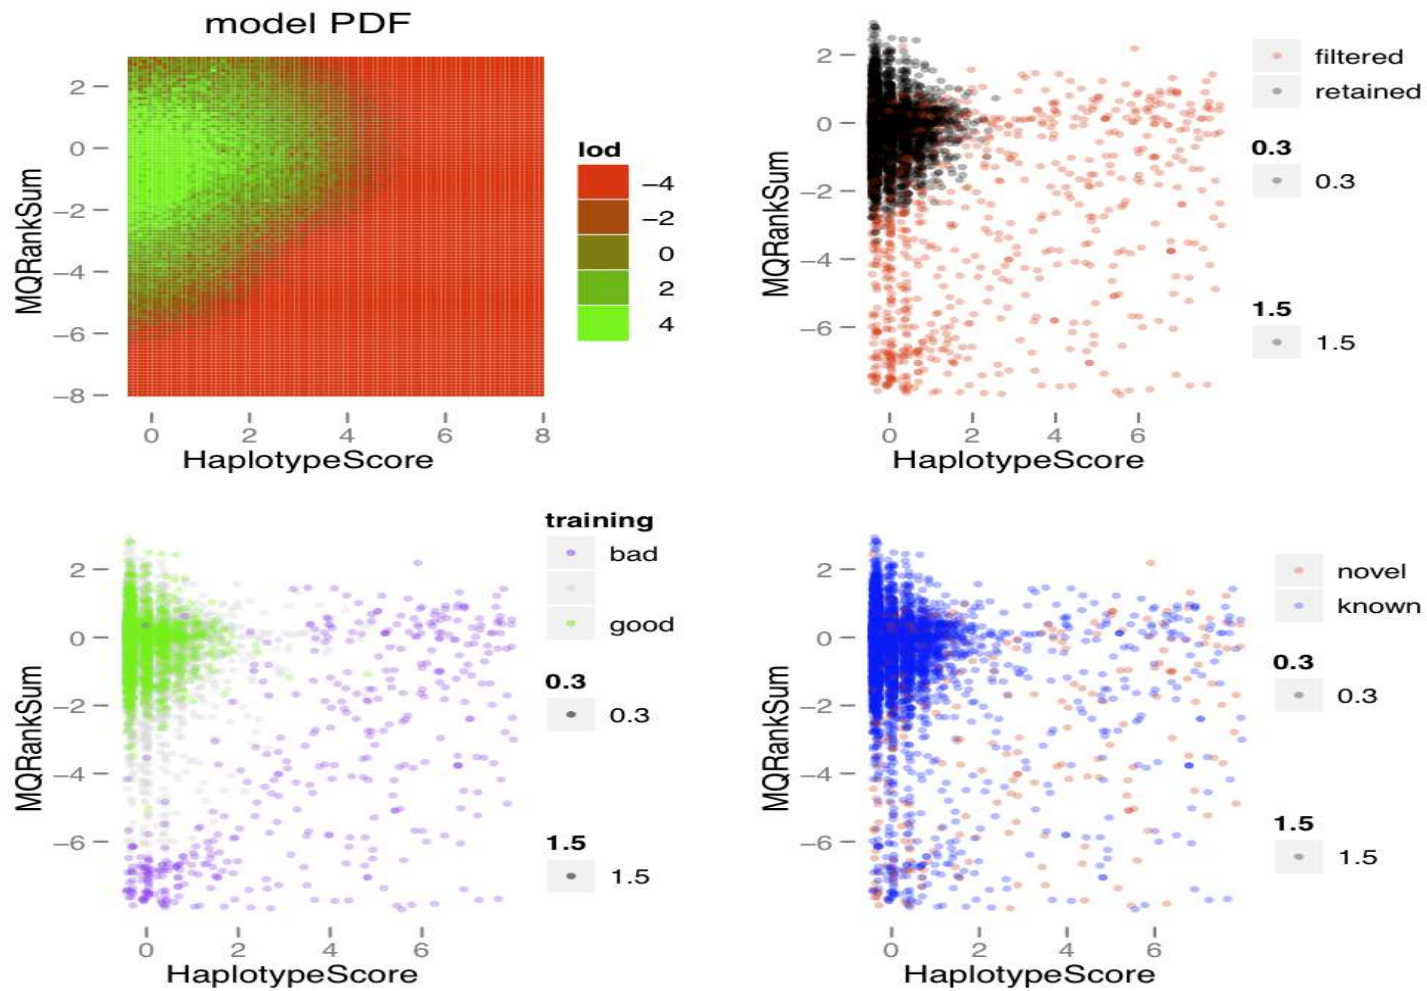 model PDF
MQRankSum
2
0
−2
−4
−6
−8
0 2 4 6 8
HaplotypeScore
lod
−4
−2
0
2
4
MQRankSum
2
0
−2
−4
−6
0 2 4 6
HaplotypeScore
filtered
retained
0.3
0.3
1.5
1.5
MQRankSum
2
0
−2
−4
−6
0 2 4 6
HaplotypeScore
training
bad
good
0.3
0.3
1.5
1.5
MQRankSum
2
0
−2
−4
−6
0 2 4 6
HaplotypeScore
novel
known
0.3
0.3
1.5
1.5